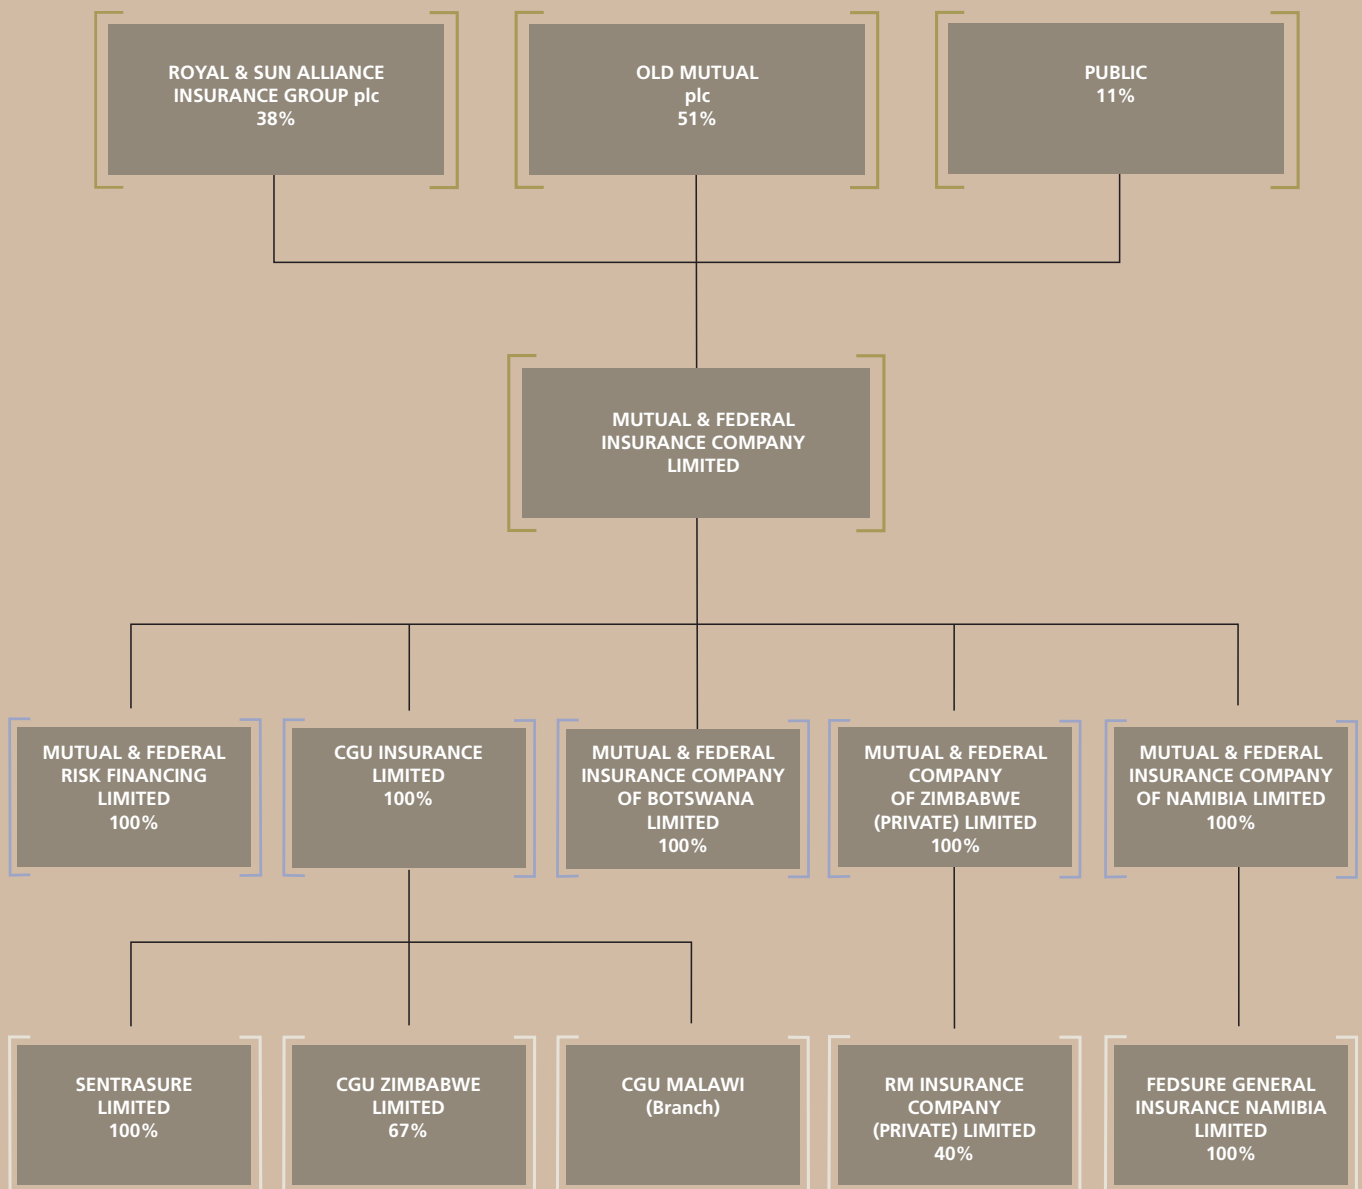 ROYAL & SUN ALLIANCE
INSURANCE GROUP plc
38%
OLD MUTUAL
plc
51%
PUBLIC
11%
MUTUAL & FEDERAL
INSURANCE COMPANY
LIMITED
MUTUAL & FEDERAL
RISK FINANCING
LIMITED
100%
CGU INSURANCE
LIMITED
100%
MUTUAL & FEDERAL
INSURANCE COMPANY
OF BOTSWANA
LIMITED
100%
MUTUAL & FEDERAL
COMPANY
OF ZIMBABWE
(PRIVATE) LIMITED
100%
MUTUAL & FEDERAL
INSURANCE COMPANY
OF NAMIBIA LIMITED
100%
SENTRASURE
LIMITED
100%
CGU ZIMBABWE
LIMITED
67%
CGU MALAWI
(Branch)
RM INSURANCE
COMPANY
(PRIVATE) LIMITED
40%
FEDSURE GENERAL
INSURANCE NAMIBIA
LIMITED
100%